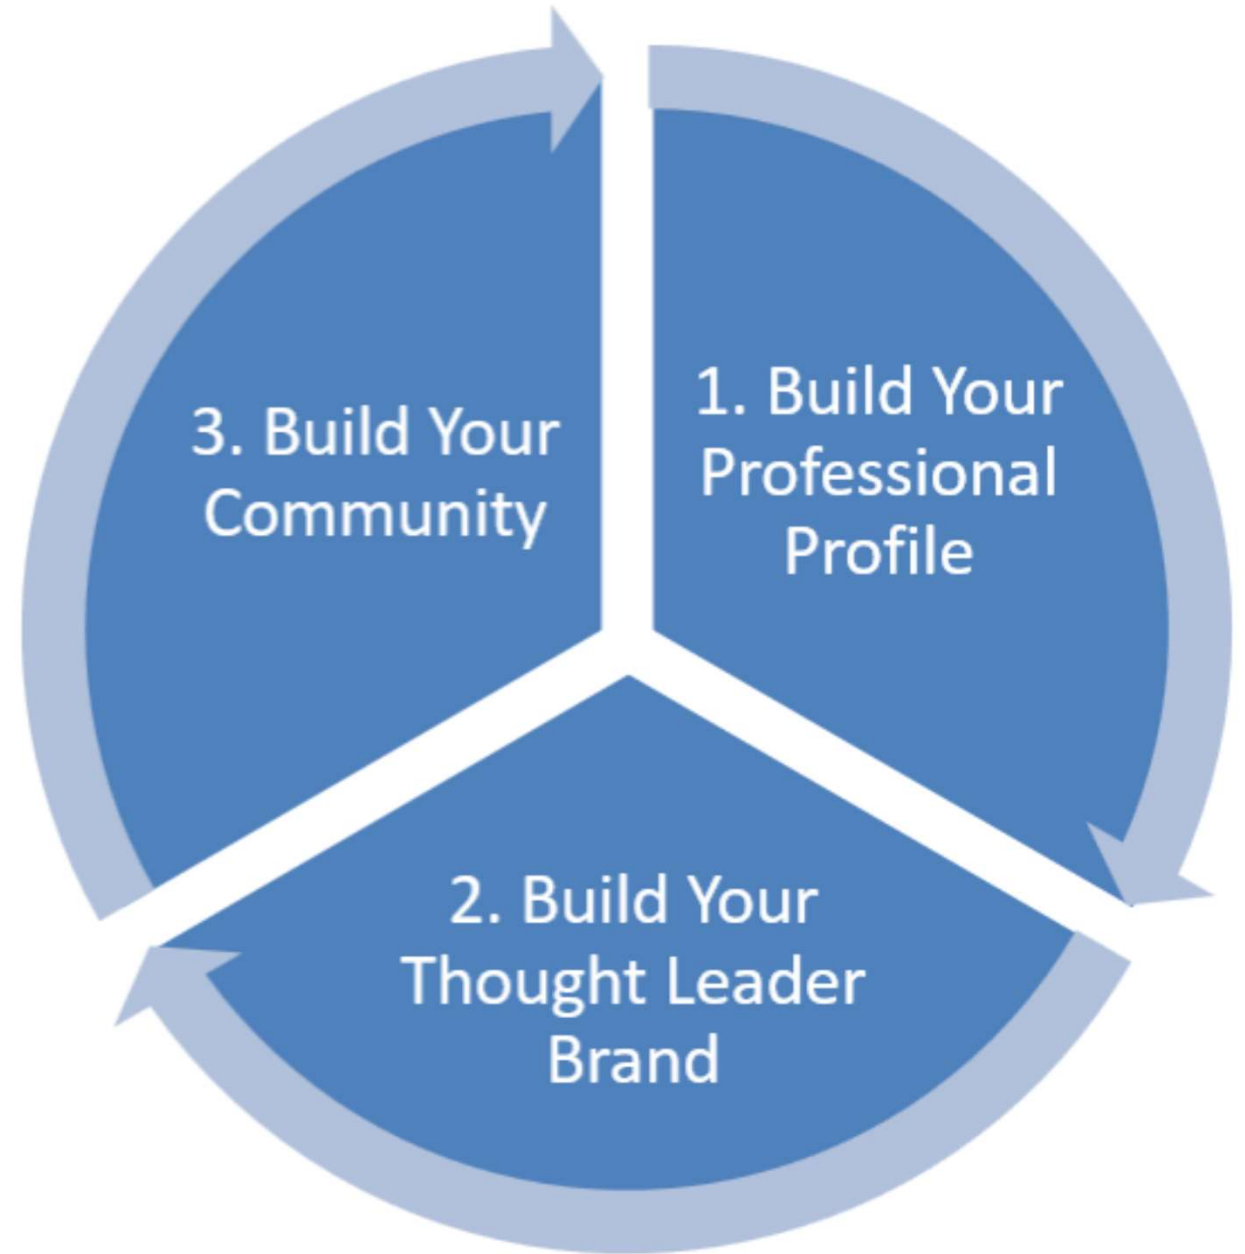 1. Build Your
Professional
Profile
2. Build Your
Thought Leader
Brand
3. Build Your
Community